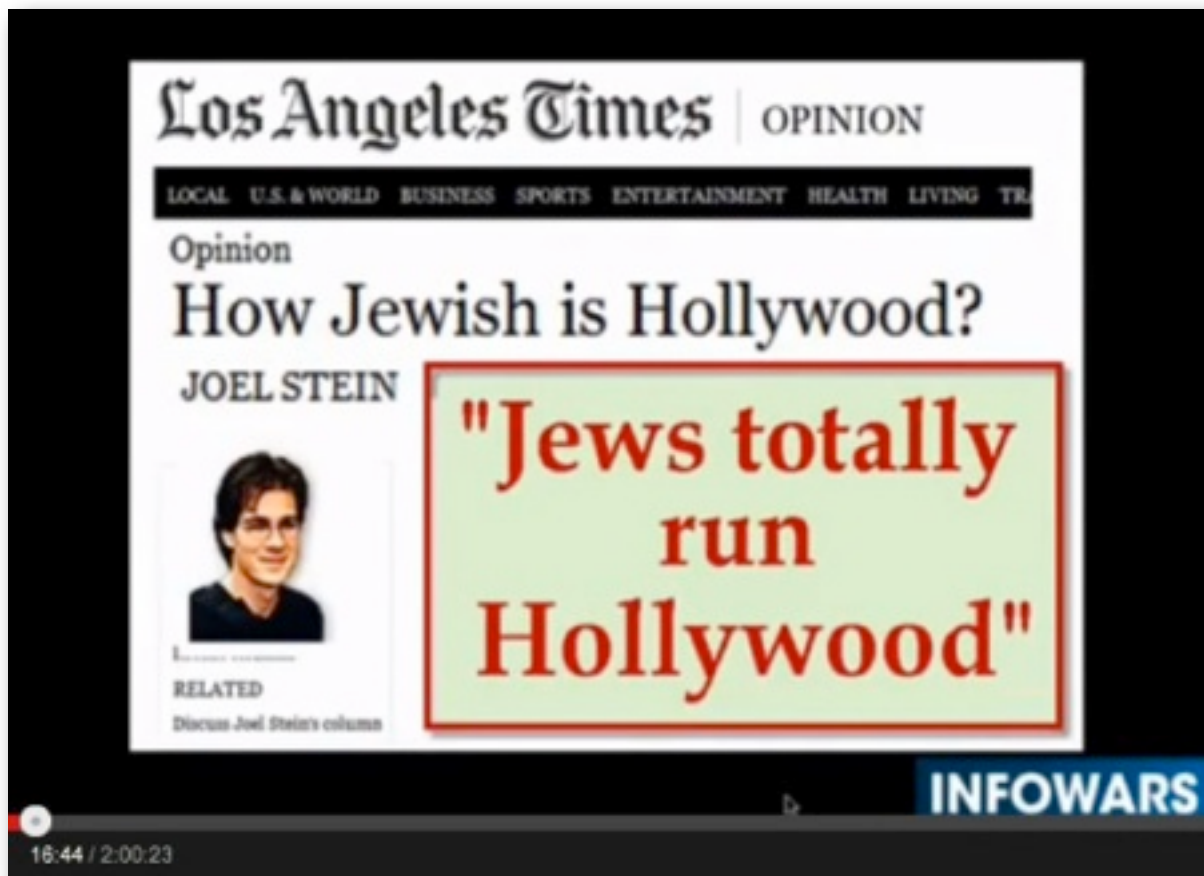 Los Angeles Times | OPINION
LOCAL U.S. & WORLD BUSINESS SPORTS ENTERTAINMENT HEALTH LIVING TRA
Opinion
How Jewish is Hollywood?
JOEL STEIN
"Jews totally
run
Hollywood"
RELATED
Discuss Joel Stein's column
INFOWARS
16:44 / 2:00:23